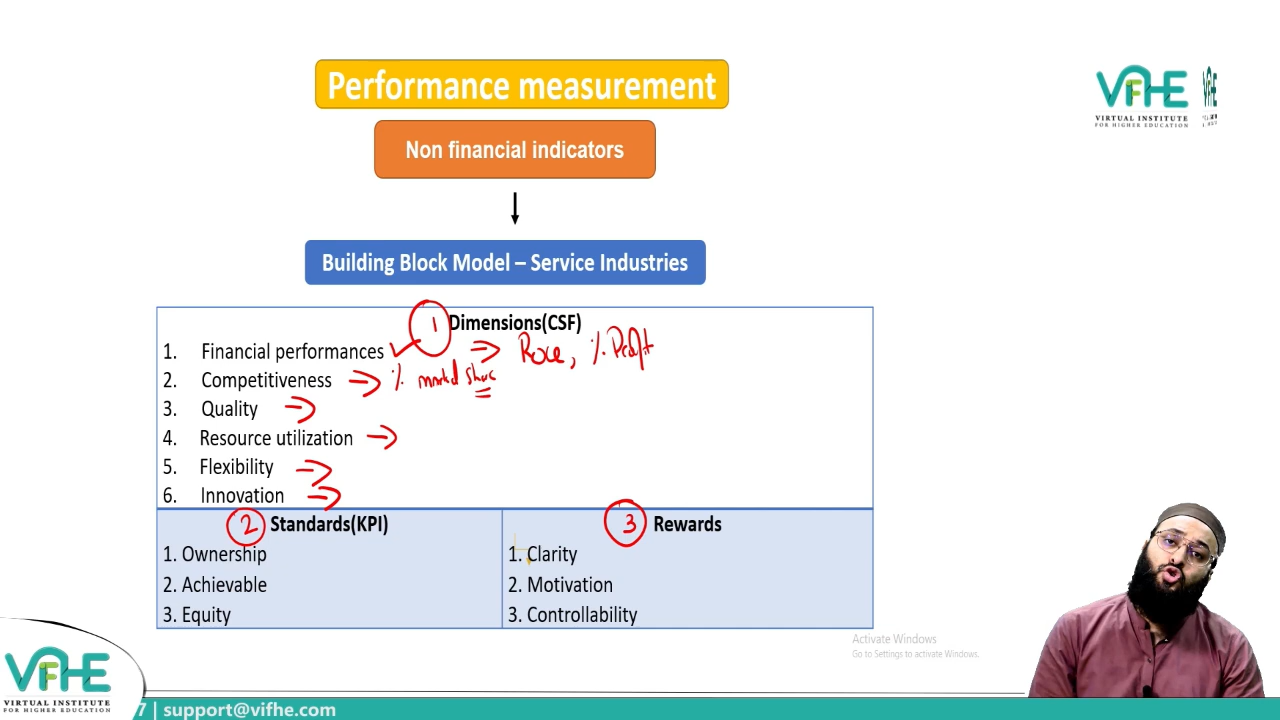 Performance measurement
VFHE
VIRTUAL INSTITUTE
FOR HIGHER EDUCATION
Non financial indicators
Building Block Model – Service Industries
1 Dimensions(CSF)
1. Financial performances Roce, % Profit
2. Competitiveness % market share
3. Quality
4. Resource utilization
5. Flexibility
6. Innovation
2 Standards(KPI)
1. Ownership
2. Achievable
3. Equity
3 Rewards
1. Clarity
2. Motivation
3. Controllability
Activate Windows
Go to Settings to activate Windows.
VFHE
VIRTUAL INSTITUTE
FOR HIGHER EDUCATION
7 | support@vifhe.com